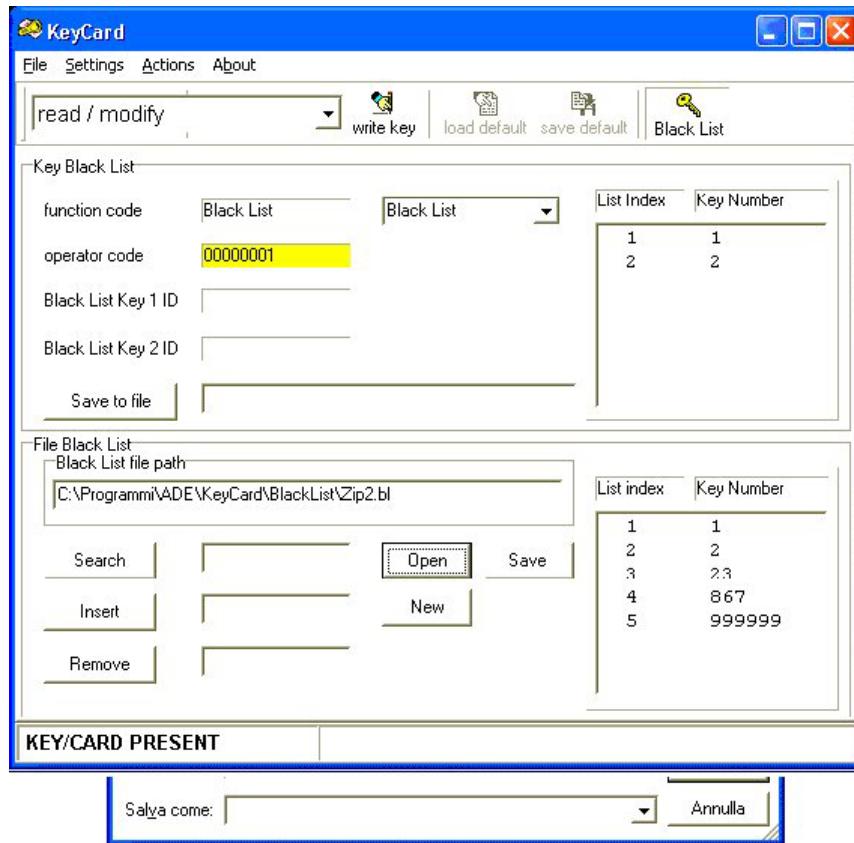 KeyCard
File Settings Actions About
read / modify
write key
load default
save default
Black List
Key Black List
function code Black List Black List
operator code 00000001
Black List Key 1 ID
Black List Key 2 ID
Save to file
List Index Key Number
1 1
2 2
File Black List
Black List file path
C:\Programmi\ADE\KeyCard\BlackList\Zip2.bl
Search Open Save
Insert New
Remove
List index Key Number
1 1
2 2
3 23
4 867
5 999999
KEY/CARD PRESENT
Salva come: Annulla